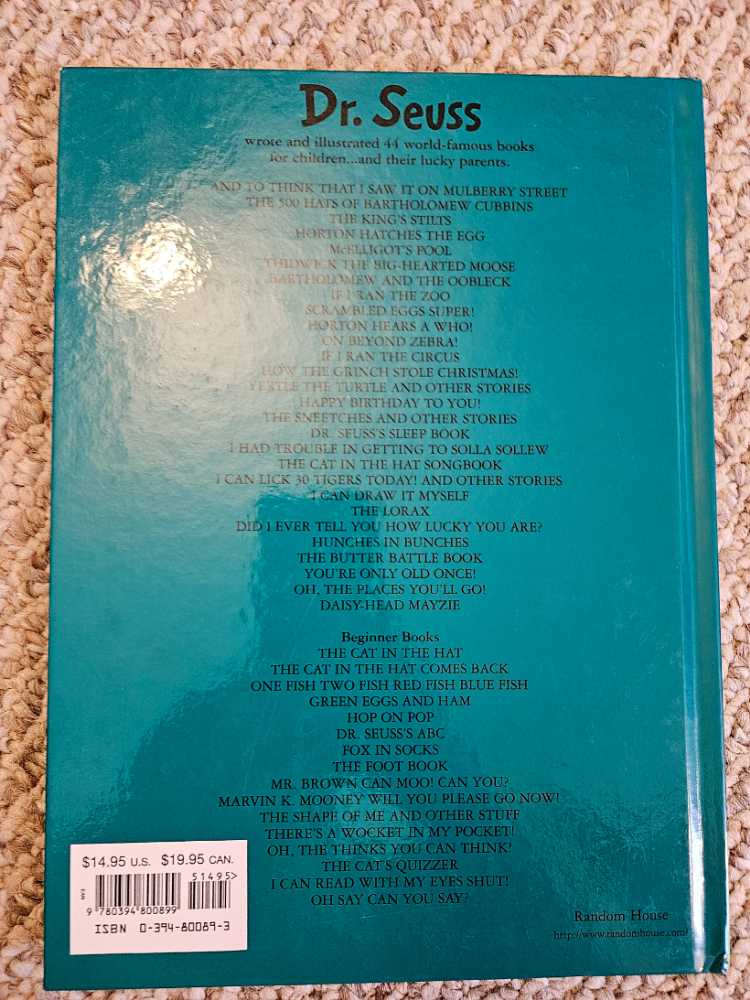 Dr. Seuss
wrote and illustrated 44 world-famous books
for children...and their lucky parents.
AND TO THINK THAT I SAW IT ON MULBERRY STREET
THE 500 HATS OF BARTHOLOMEW CUBBINS
THE KING'S STILTS
HORTON HATCHES THE EGG
McELLIGOT'S POOL
THIDWICK THE BIG-HEARTED MOOSE
BARTHOLOMEW AND THE OOBLECK
IF I RAN THE ZOO
SCRAMBLED EGGS SUPER!
HORTON HEARS A WHO!
ON BEYOND ZEBRA!
IF I RAN THE CIRCUS
HOW THE GRINCH STOLE CHRISTMAS!
YERTLE THE TURTLE AND OTHER STORIES
HAPPY BIRTHDAY TO YOU!
THE SNEETCHES AND OTHER STORIES
DR. SEUSS'S SLEEP BOOK
I HAD TROUBLE IN GETTING TO SOLLA SOLLEW
THE CAT IN THE HAT SONGBOOK
I CAN LICK 30 TIGERS TODAY! AND OTHER STORIES
I CAN DRAW IT MYSELF
THE LORAX
DID I EVER TELL YOU HOW LUCKY YOU ARE?
HUNCHES IN BUNCHES
THE BUTTER BATTLE BOOK
YOU'RE ONLY OLD ONCE!
OH, THE PLACES YOU'LL GO!
DAISY-HEAD MAYZIE
Beginner Books
THE CAT IN THE HAT
THE CAT IN THE HAT COMES BACK
ONE FISH TWO FISH RED FISH BLUE FISH
GREEN EGGS AND HAM
HOP ON POP
DR. SEUSS'S ABC
FOX IN SOCKS
THE FOOT BOOK
MR. BROWN CAN MOO! CAN YOU?
MARVIN K. MOONEY WILL YOU PLEASE GO NOW!
THE SHAPE OF ME AND OTHER STUFF
THERE'S A WOCKET IN MY POCKET!
OH, THE THINKS YOU CAN THINK!
THE CAT'S QUIZZER
I CAN READ WITH MY EYES SHUT!
OH SAY CAN YOU SAY?
$14.95 U.S. $19.95 CAN.
51495>
9 780394 800899
ISBN 0-394-80089-3
Random House
http://www.randomhouse.com/